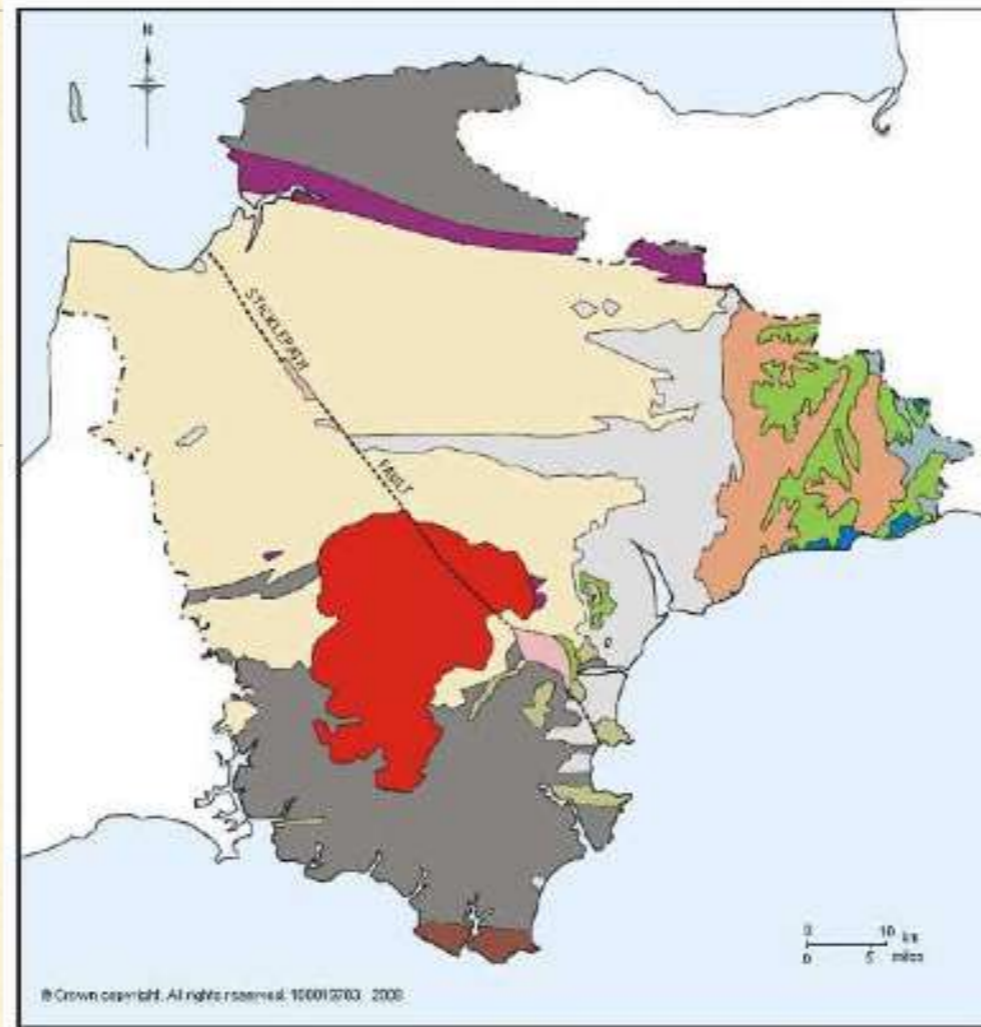 N
STICKLEPATH
FAULT
0 10 km
0 5 miles
© Crown copyright. All rights reserved. 100019783 2008